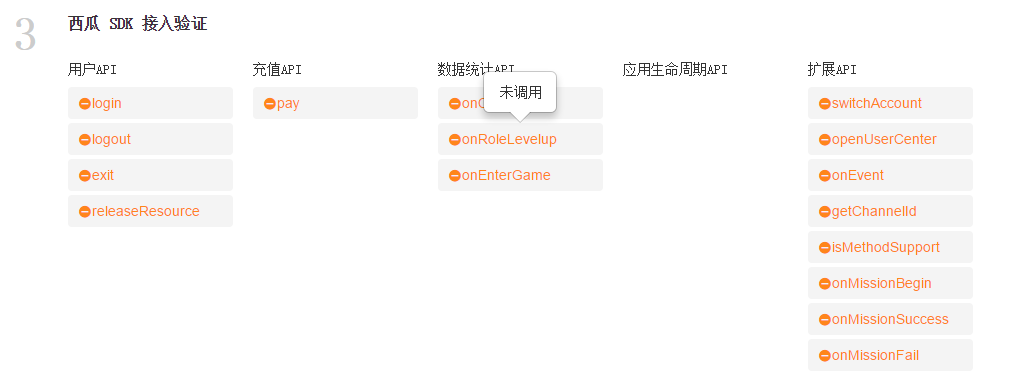 3
西瓜 SDK 接入验证
用户API
login
logout
exit
releaseResource
充值API
pay
数据统计API
未调用
onRoleLevelup
onEnterGame
应用生命周期API
扩展API
switchAccount
openUserCenter
onEvent
getChannelId
isMethodSupport
onMissionBegin
onMissionSuccess
onMissionFail